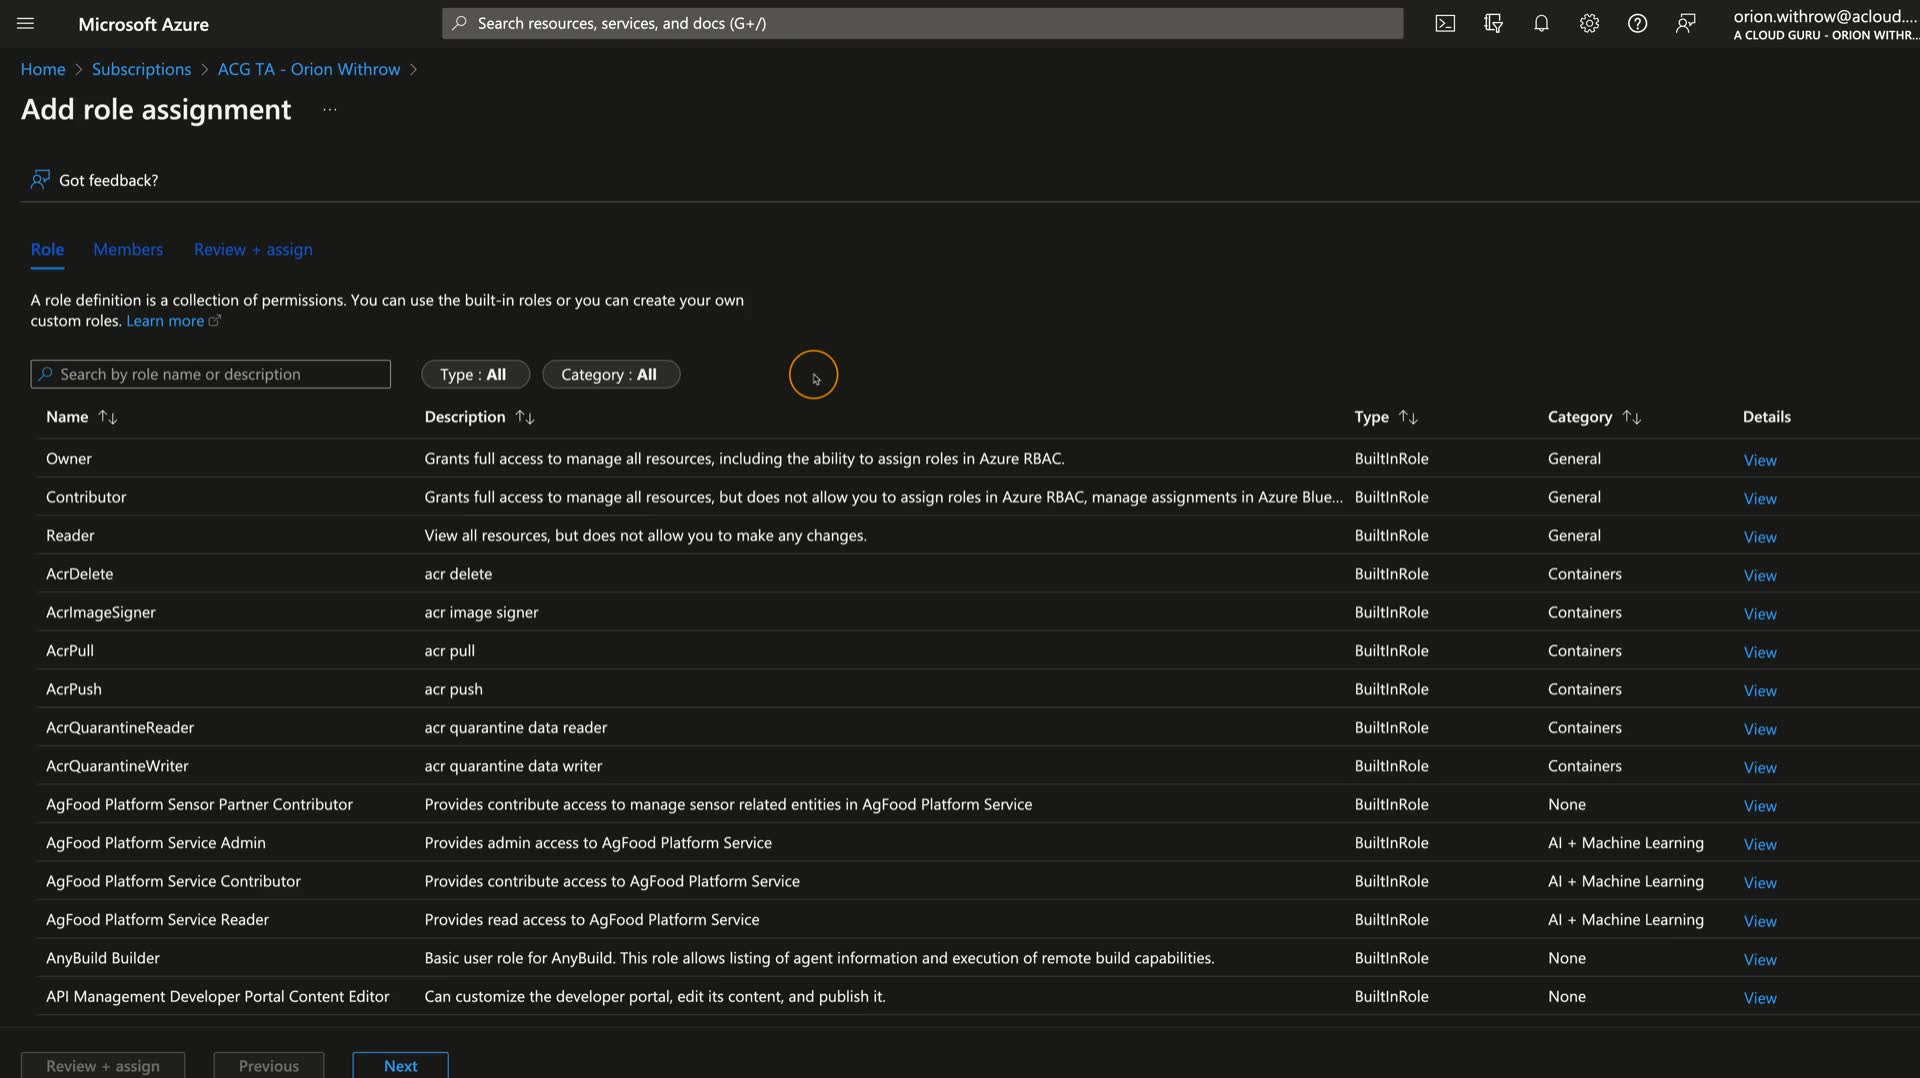 Microsoft Azure
Search resources, services, and docs (G+/)
orion.withrow@acloud....
A CLOUD GURU - ORION WITHR...
Home > Subscriptions > ACG TA - Orion Withrow >
Add role assignment ...
Got feedback?
Role Members Review + assign
A role definition is a collection of permissions. You can use the built-in roles or you can create your own
custom roles. Learn more
Search by role name or description Type : All Category : All
Name Description Type Category Details
Owner Grants full access to manage all resources, including the ability to assign roles in Azure RBAC. BuiltInRole General View
Contributor Grants full access to manage all resources, but does not allow you to assign roles in Azure RBAC, manage assignments in Azure Blue... BuiltInRole General View
Reader View all resources, but does not allow you to make any changes. BuiltInRole General View
AcrDelete acr delete BuiltInRole Containers View
AcrImageSigner acr image signer BuiltInRole Containers View
AcrPull acr pull BuiltInRole Containers View
AcrPush acr push BuiltInRole Containers View
AcrQuarantineReader acr quarantine data reader BuiltInRole Containers View
AcrQuarantineWriter acr quarantine data writer BuiltInRole Containers View
AgFood Platform Sensor Partner Contributor Provides contribute access to manage sensor related entities in AgFood Platform Service BuiltInRole None View
AgFood Platform Service Admin Provides admin access to AgFood Platform Service BuiltInRole AI + Machine Learning View
AgFood Platform Service Contributor Provides contribute access to AgFood Platform Service BuiltInRole AI + Machine Learning View
AgFood Platform Service Reader Provides read access to AgFood Platform Service BuiltInRole AI + Machine Learning View
AnyBuild Builder Basic user role for AnyBuild. This role allows listing of agent information and execution of remote build capabilities. BuiltInRole None View
API Management Developer Portal Content Editor Can customize the developer portal, edit its content, and publish it. BuiltInRole None View
Review + assign Previous Next